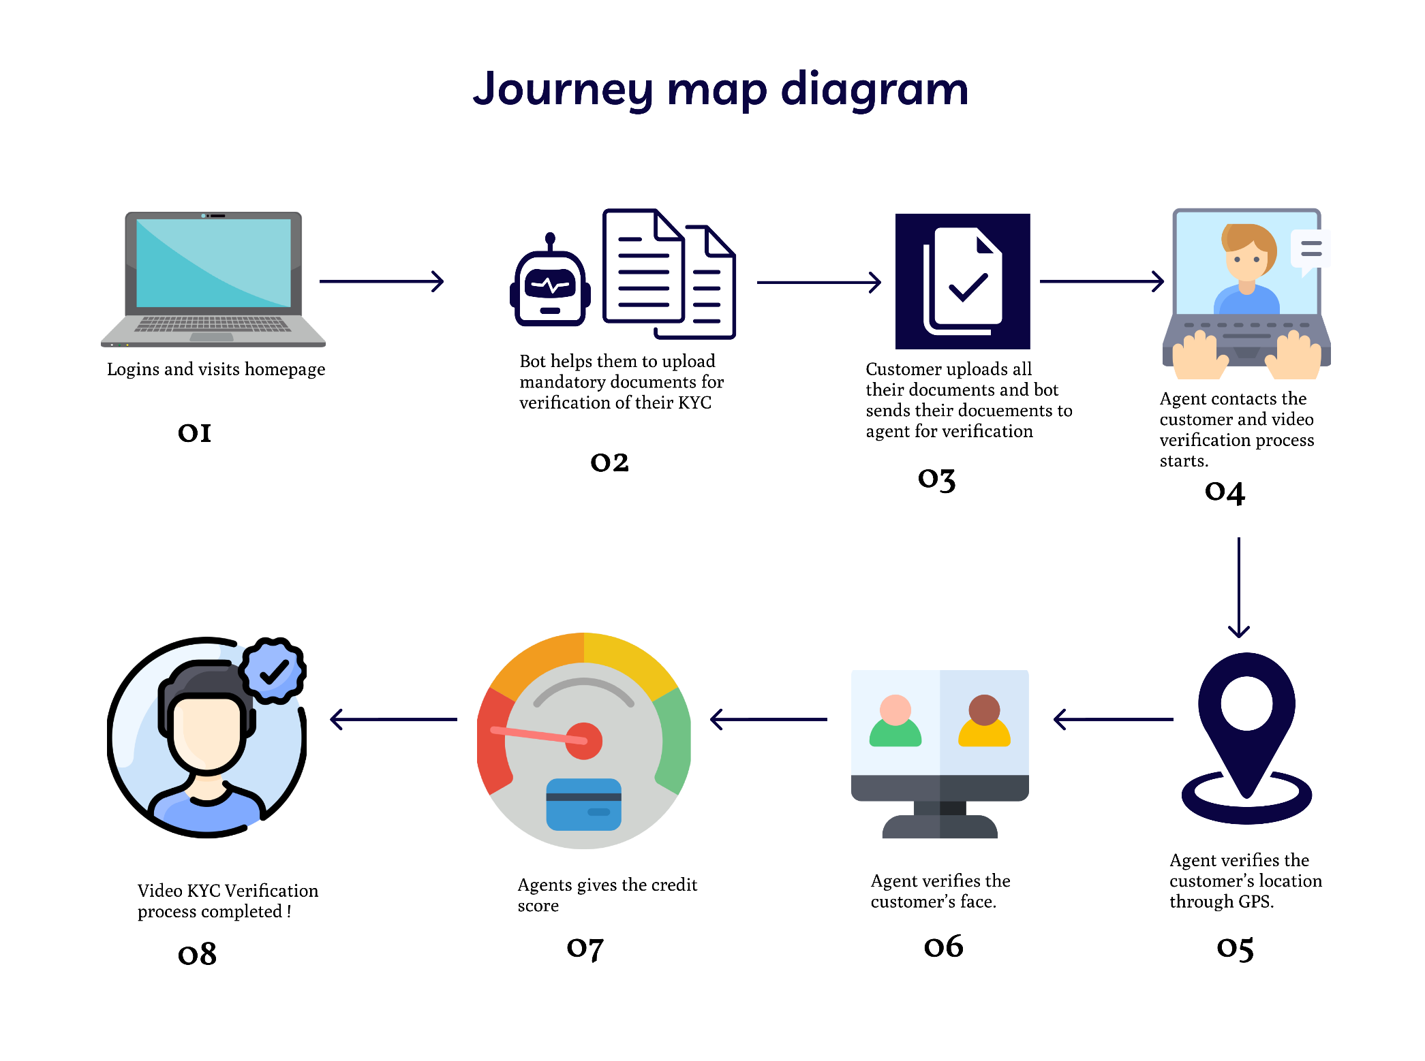 Journey map diagram
Logins and visits homepage
01
Bot helps them to upload
mandatory documents for
verification of their KYC
02
Customer uploads all
their documents and bot
sends their docuements to
agent for verification
03
Agent contacts the
customer and video
verification process
starts.
04
Agent verifies the
customer's location
through GPS.
05
Agent verifies the
customer's face.
06
Agents gives the credit
score
07
Video KYC Verification
process completed !
08